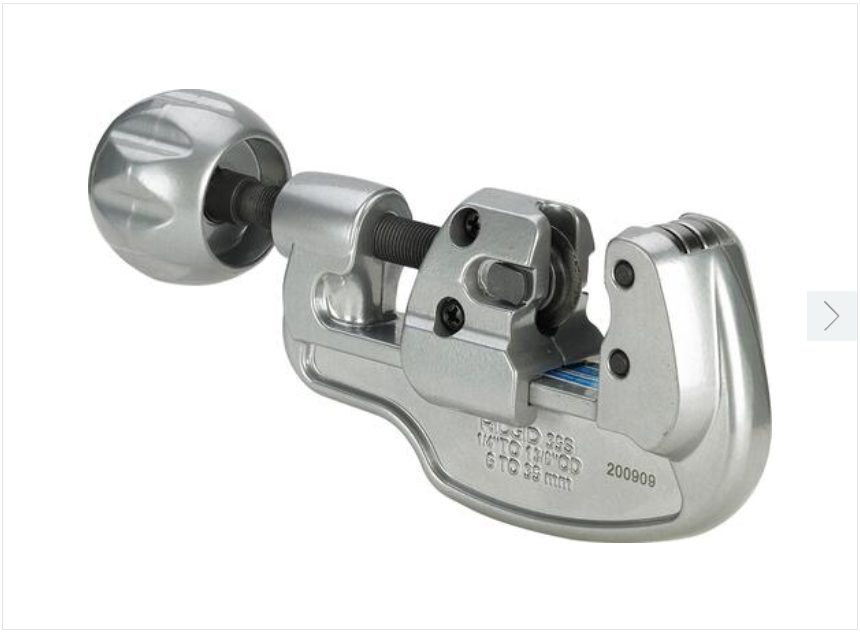 RIDGID 35S
1/4" TO 1 3/8" OD
6 TO 35 mm
200909